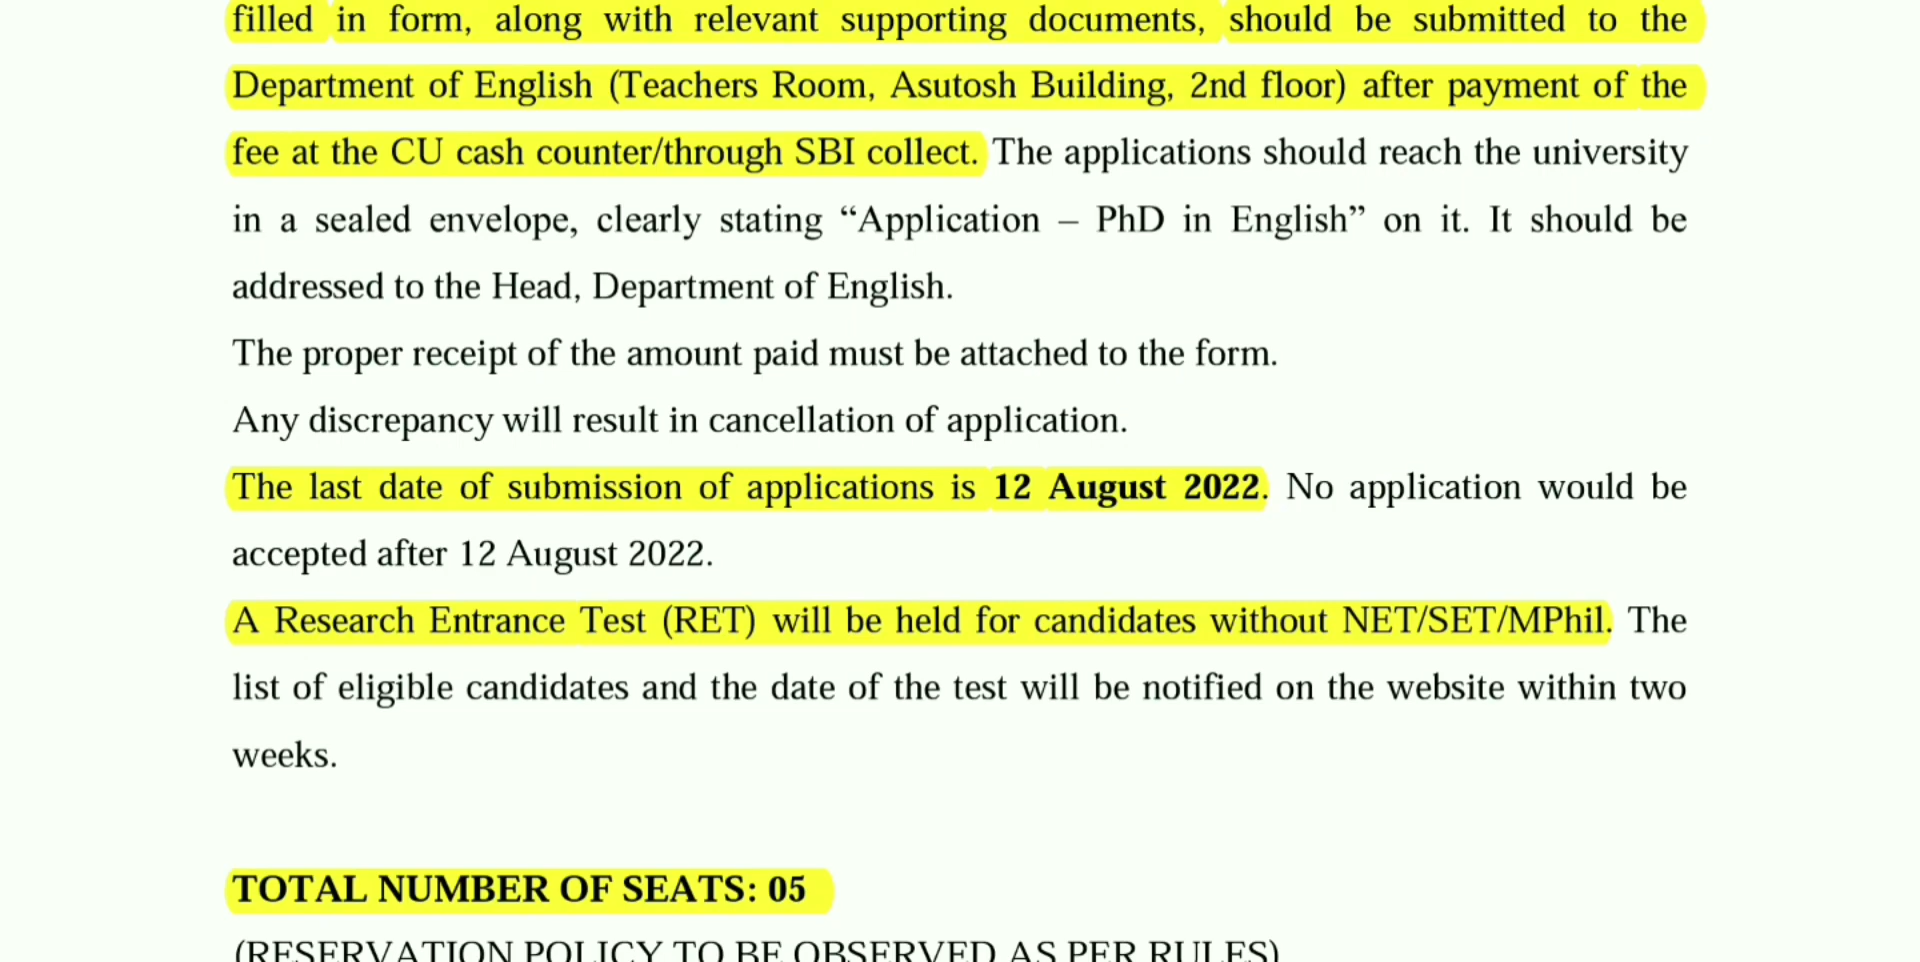 filled in form, along with relevant supporting documents, should be submitted to the
Department of English (Teachers Room, Asutosh Building, 2nd floor) after payment of the
fee at the CU cash counter/through SBI collect. The applications should reach the university
in a sealed envelope, clearly stating “Application – PhD in English” on it. It should be
addressed to the Head, Department of English.
The proper receipt of the amount paid must be attached to the form.
Any discrepancy will result in cancellation of application.
The last date of submission of applications is 12 August 2022. No application would be
accepted after 12 August 2022.
A Research Entrance Test (RET) will be held for candidates without NET/SET/MPhil. The
list of eligible candidates and the date of the test will be notified on the website within two
weeks.
TOTAL NUMBER OF SEATS: 05
(RESERVATION POLICY TO BE OBSERVED AS PER RULES)